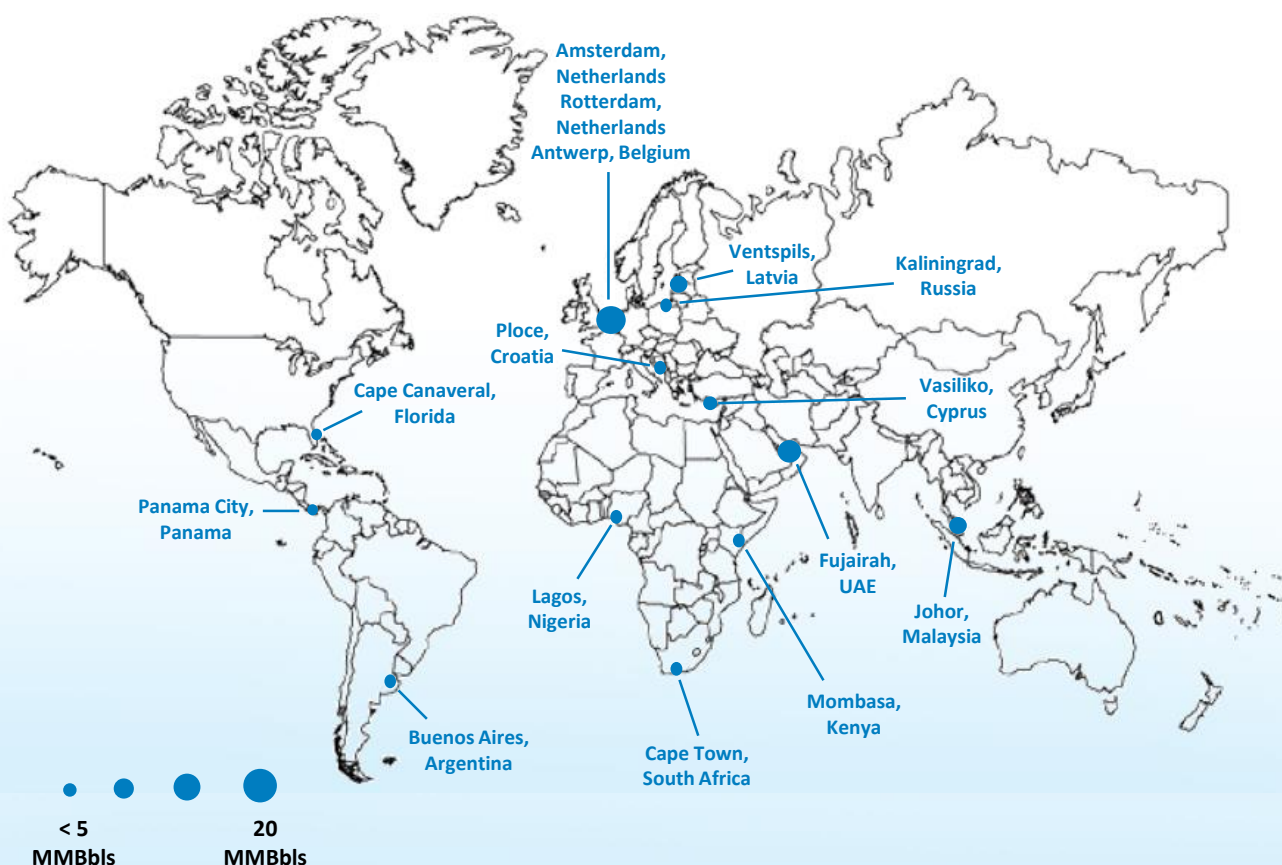 Amsterdam,
Netherlands
Rotterdam,
Netherlands
Antwerp, Belgium
Ventspils,
Latvia
Kaliningrad,
Russia
Ploce,
Croatia
Cape Canaveral,
Florida
Vasiliko,
Cyprus
Panama City,
Panama
Lagos,
Nigeria
Fujairah,
UAE
Johor,
Malaysia
Mombasa,
Kenya
Buenos Aires,
Argentina
Cape Town,
South Africa
< 5
MMBbls
20
MMBbls